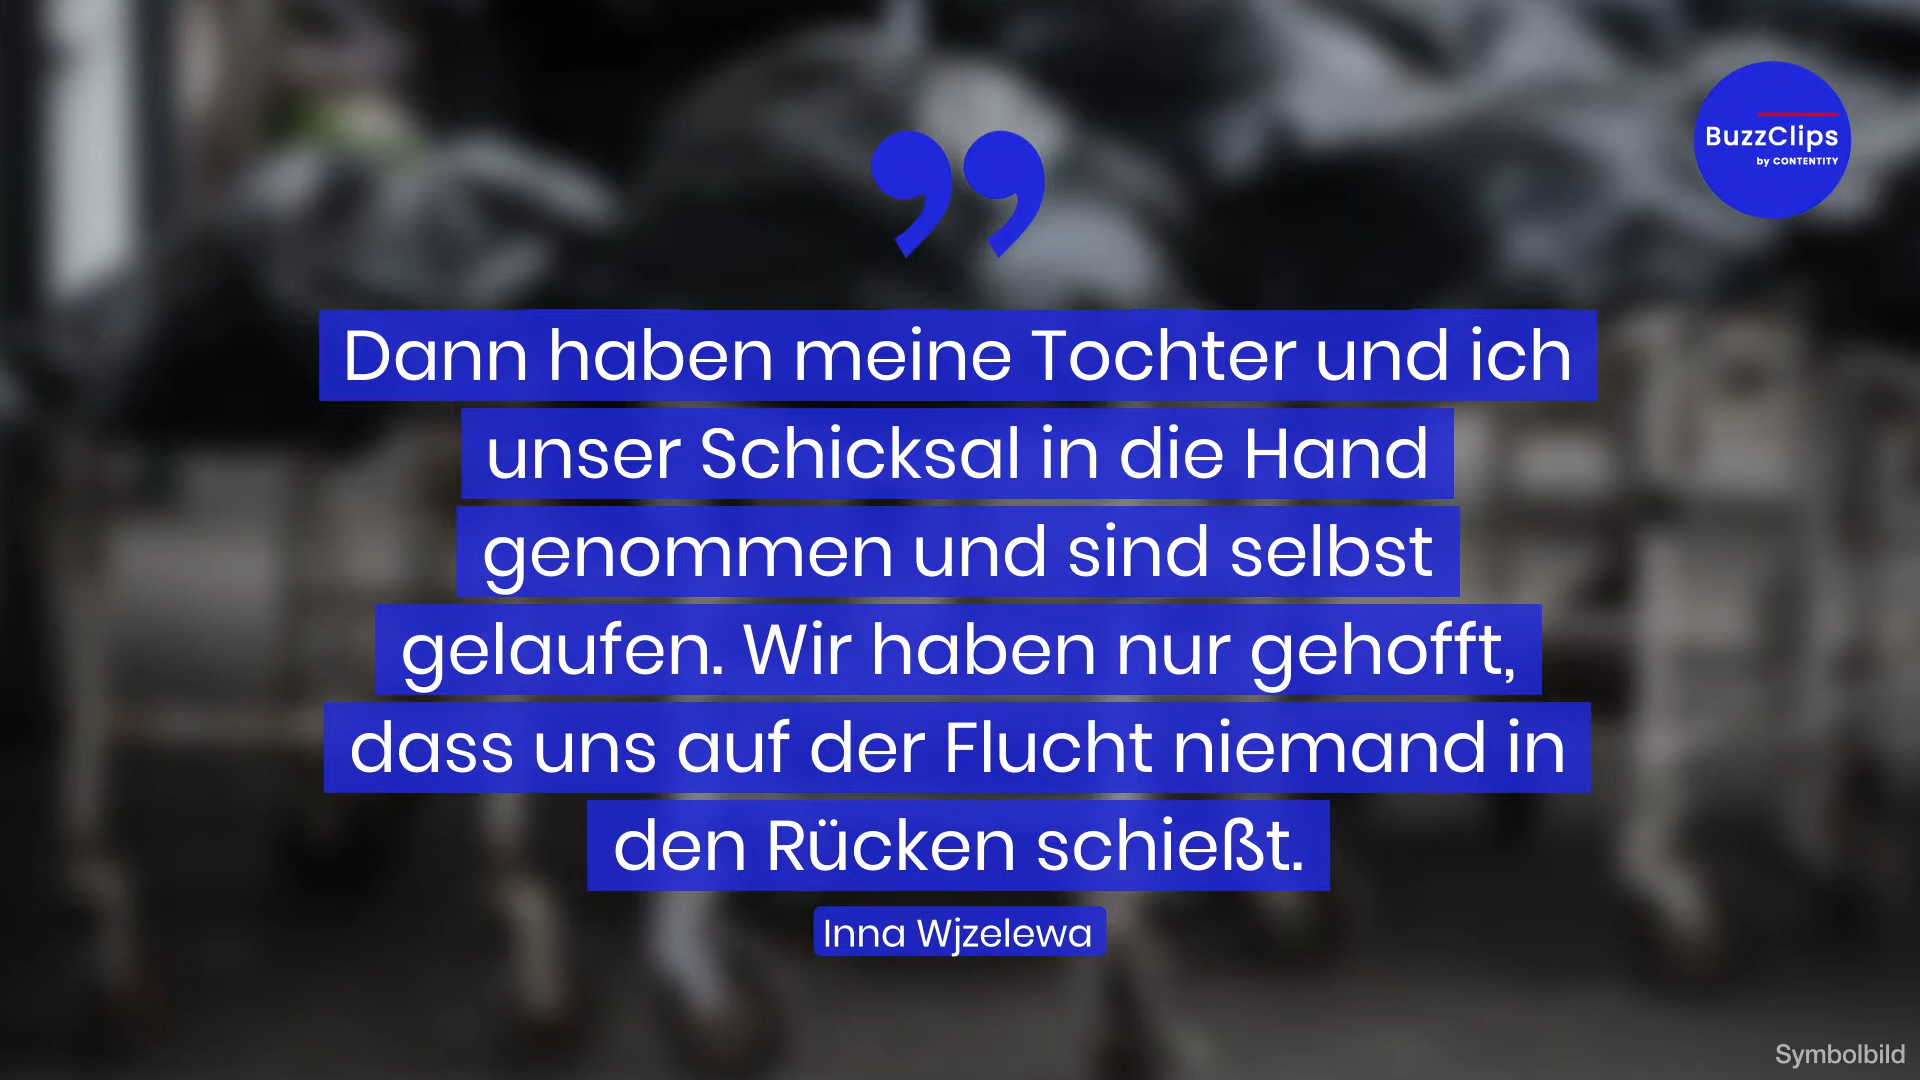 BuzzClips
by CONTENTITY
”
Dann haben meine Tochter und ich
unser Schicksal in die Hand
genommen und sind selbst
gelaufen. Wir haben nur gehofft,
dass uns auf der Flucht niemand in
den Rücken schießt.
Inna Wjzelewa
Symbolbild